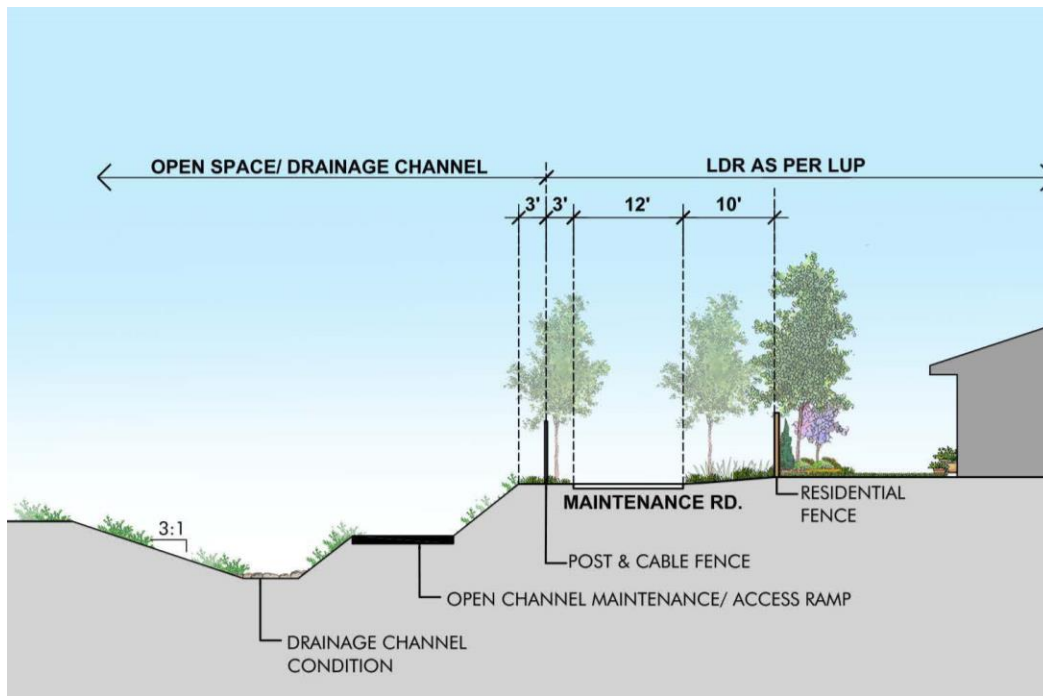 OPEN SPACE/ DRAINAGE CHANNEL
LDR AS PER LUP
3'
3'
12'
10'
MAINTENANCE RD.
RESIDENTIAL
FENCE
3:1
POST & CABLE FENCE
OPEN CHANNEL MAINTENANCE/ ACCESS RAMP
DRAINAGE CHANNEL
CONDITION